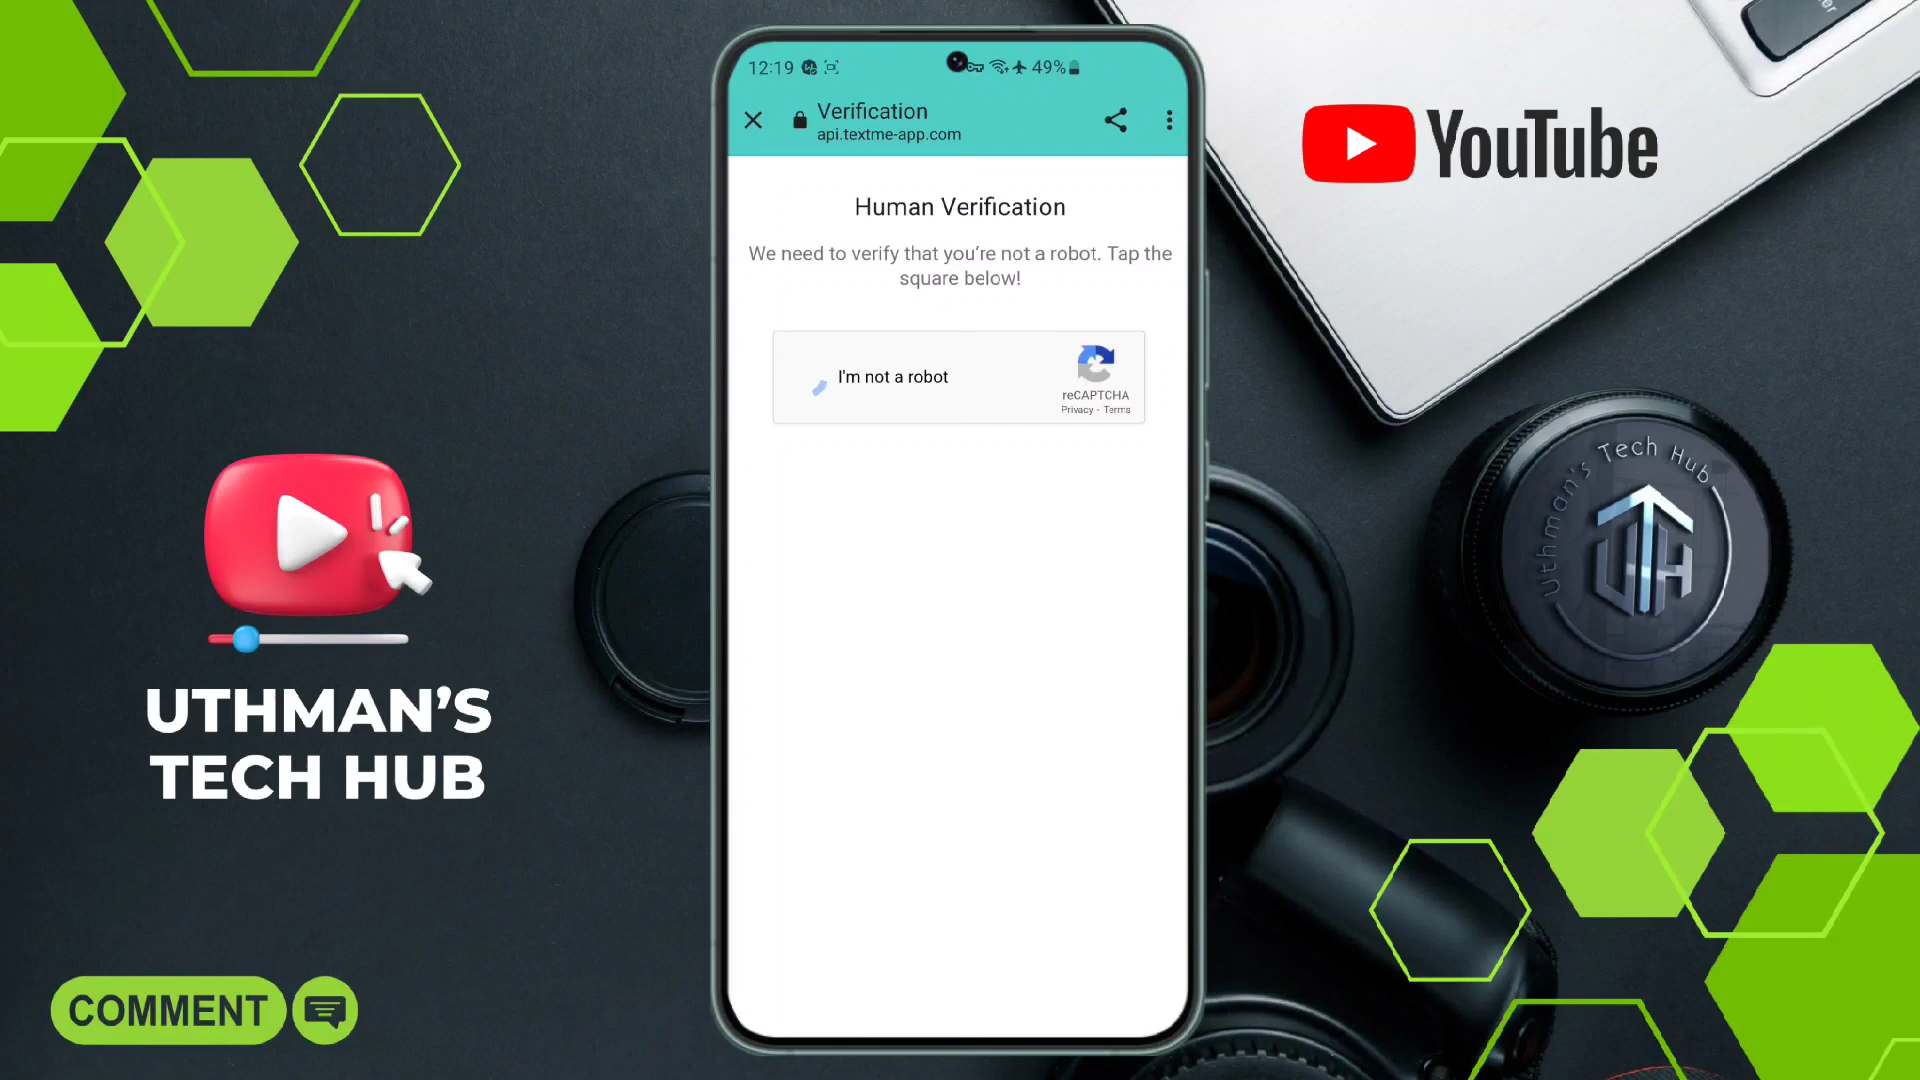 12:19
49%
Verification
api.textme-app.com
Human Verification
We need to verify that you're not a robot. Tap the
square below!
I'm not a robot
reCAPTCHA
Privacy - Terms
YouTube
Uthman's Tech Hub
UTH
UTHMAN'S
TECH HUB
COMMENT